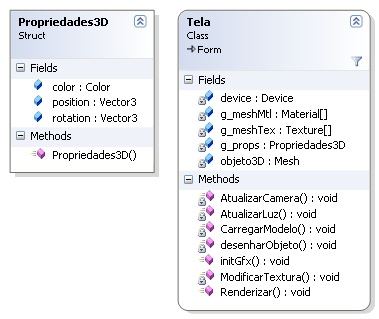 Propriedades3D
Struct
Fields
color : Color
position : Vector3
rotation : Vector3
Methods
Propriedades3D()
Tela
Class
Form
Fields
device : Device
g_meshMtl : Material[]
g_meshTex : Texture[]
g_props : Propriedades3D
objeto3D : Mesh
Methods
AtualizarCamera() : void
AtualizarLuz() : void
CarregarModelo() : void
desenharObjeto() : void
initGfx() : void
ModificarTextura() : void
Renderizar() : void